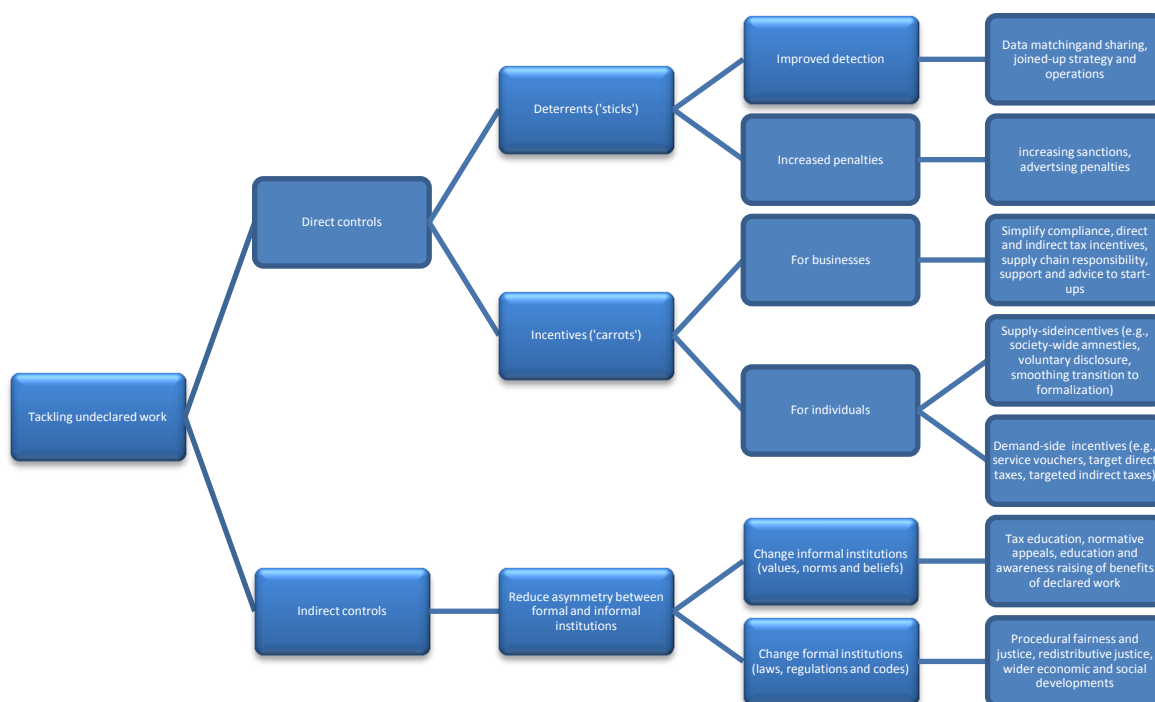 Tackling undeclared work
Direct controls
Deterrents ('sticks')
Improved detection
Data matchingand sharing,
joined-up strategy and
operations
Increased penalties
increasing sanctions,
advertsing penalties
Incentives ('carrots')
For businesses
Simplify compliance, direct
and indirect tax incentives,
supply chain responsibility,
support and advice to start-
ups
For individuals
Supply-sideincentives (e.g.,
society-wide amnesties,
voluntary disclosure,
smoothing transition to
formalization)
Demand-side incentives (e.g.,
service vouchers, target direct
taxes, targeted indirect taxes)
Indirect controls
Reduce asymmetry between
formal and informal
institutions
Change informal institutions
(values, norms and beliefs)
Tax education, normative
appeals, education and
awareness raising of benefits
of declared work
Change formal institutions
(laws, regulations and codes)
Procedural fairness and
justice, redistributive justice,
wider economic and social
developments